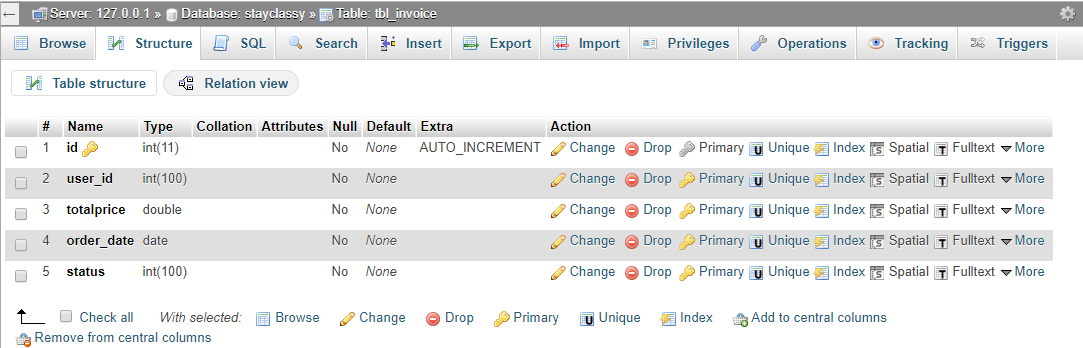 Server: 127.0.0.1 » Database: stayclassy » Table: tbl_invoice
Browse Structure SQL Search Insert Export Import Privileges Operations Tracking Triggers
Table structure Relation view
# Name Type Collation Attributes Null Default Extra Action
1 id int(11) No None AUTO_INCREMENT Change Drop Primary Unique Index Spatial Fulltext More
2 user_id int(100) No None Change Drop Primary Unique Index Spatial Fulltext More
3 totalprice double No None Change Drop Primary Unique Index Spatial Fulltext More
4 order_date date No None Change Drop Primary Unique Index Spatial Fulltext More
5 status int(100) No None Change Drop Primary Unique Index Spatial Fulltext More
Check all With selected: Browse Change Drop Primary Unique Index Add to central columns
Remove from central columns